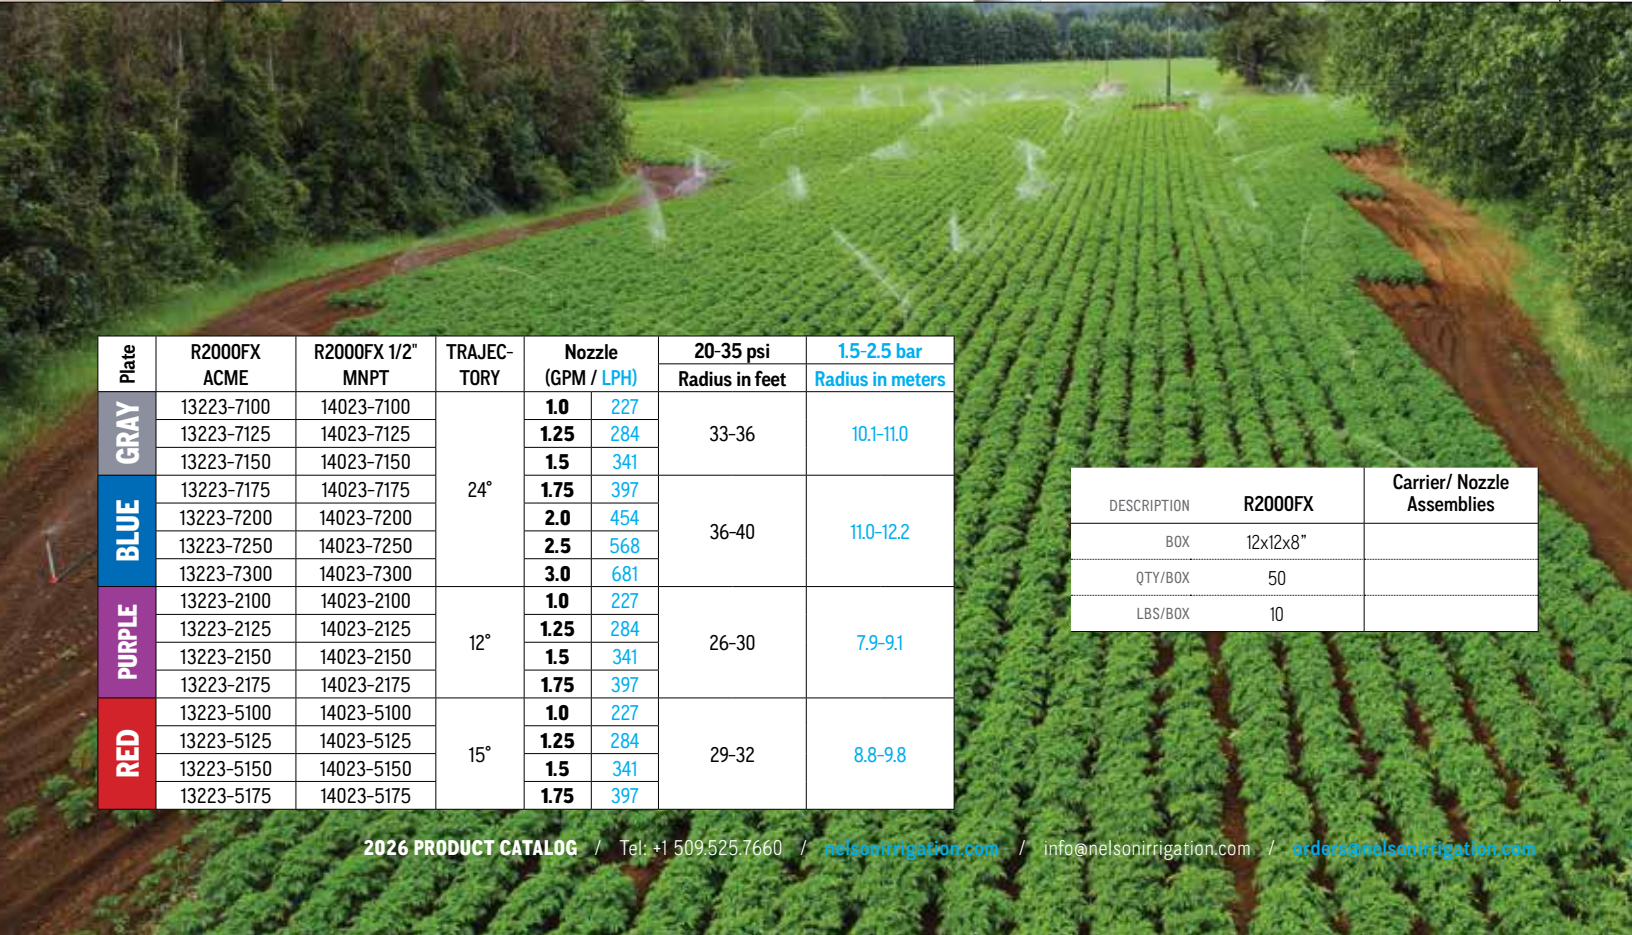 Plate R2000FX ACME R2000FX 1/2" MNPT TRAJEC-TORY Nozzle (GPM / LPH) 20-35 psi Radius in feet 1.5-2.5 bar Radius in meters
GRAY
13223-7100 14023-7100 1.0 227
13223-7125 14023-7125 1.25 284 33-36 10.1-11.0
13223-7150 14023-7150 1.5 341
24°
BLUE
13223-7175 14023-7175 1.75 397
13223-7200 14023-7200 2.0 454
36-40 11.0-12.2
13223-7250 14023-7250 2.5 568
13223-7300 14023-7300 3.0 681
PURPLE
13223-2100 14023-2100 1.0 227
13223-2125 14023-2125 1.25 284
12° 26-30 7.9-9.1
13223-2150 14023-2150 1.5 341
13223-2175 14023-2175 1.75 397
RED
13223-5100 14023-5100 1.0 227
13223-5125 14023-5125 1.25 284
15° 29-32 8.8-9.8
13223-5150 14023-5150 1.5 341
13223-5175 14023-5175 1.75 397
DESCRIPTION R2000FX Carrier/ Nozzle Assemblies
BOX 12x12x8”
QTY/BOX 50
LBS/BOX 10
2026 PRODUCT CATALOG / Tel: +1 509.525.7660 / nelsonirrigation.com / info@nelsonirrigation.com / orders@nelsonirrigation.com